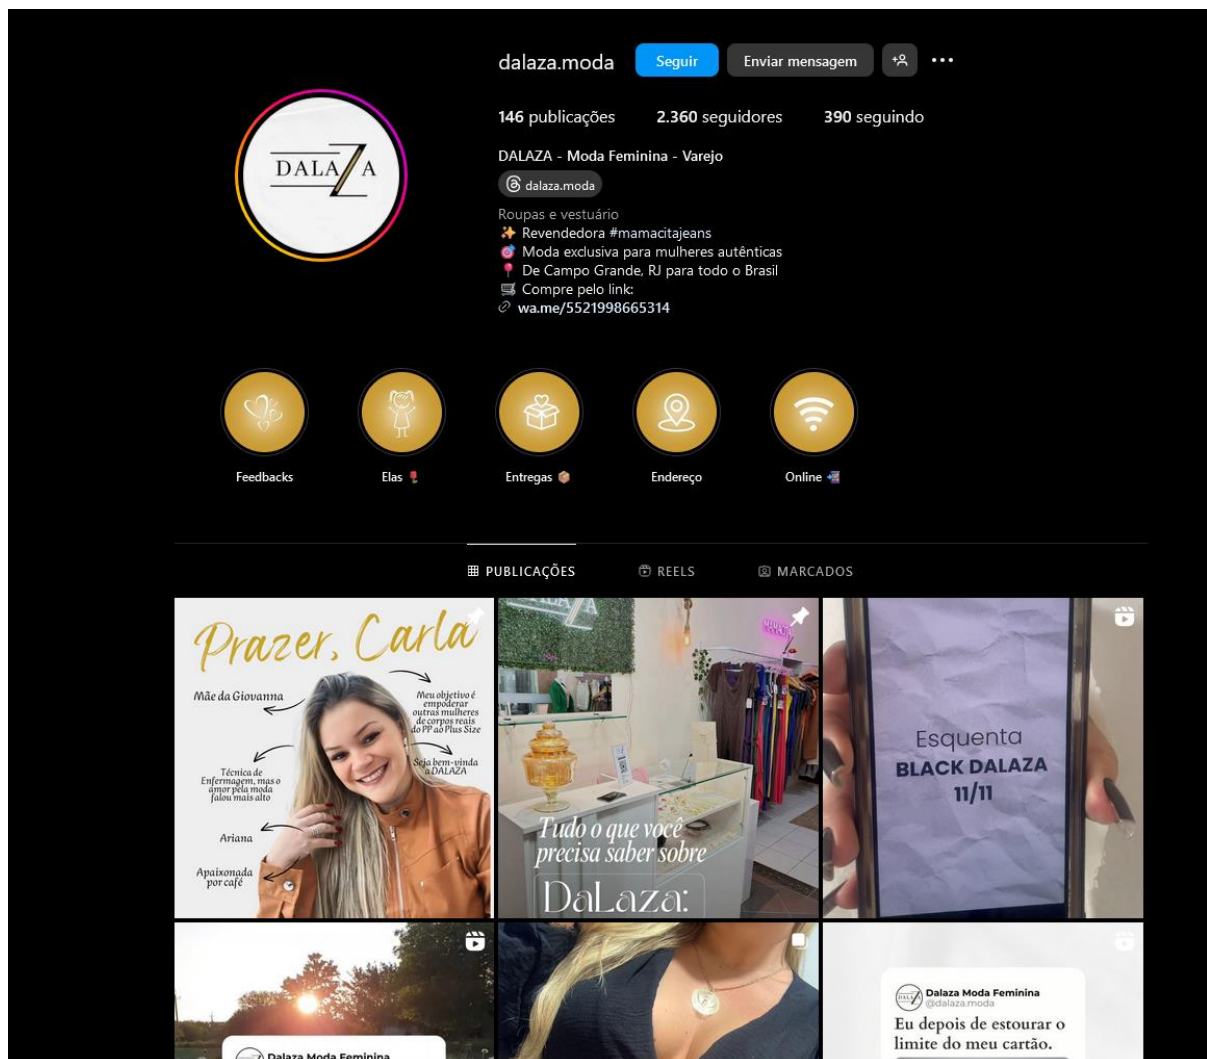 dalaza.moda
Seguir
Enviar mensagem
146 publicações
2.360 seguidores
390 seguindo
DALAZA
DALAZA - Moda Feminina - Varejo
dalaza.moda
Roupas e vestuário
✨ Revendedora #mamacitajeans
🎯 Moda exclusiva para mulheres autênticas
📍 De Campo Grande, RJ para todo o Brasil
🛒 Compre pelo link:
wa.me/5521998665314
Feedbacks
Elas 🌹
Entregas 📦
Endereço
Online 📲
PUBLICAÇÕES
REELS
MARCADOS
Prazer, Carla
Mãe da Giovanna
Meu objetivo é
empoderar
outras mulheres
de corpos reais
do PP ao Plus Size
Técnica de
Enfermagem, mas o
amor pela moda
falou mais alto
Seja bem-vinda
a DALAZA
Ariana
Apaixonada
por café
Tudo o que você
precisa saber sobre
DaLaza:
Esquenta
BLACK DALAZA
11/11
Dalaza Moda Feminina
Dalaza Moda Feminina
@dalaza.moda
Eu depois de estourar o
limite do meu cartão.